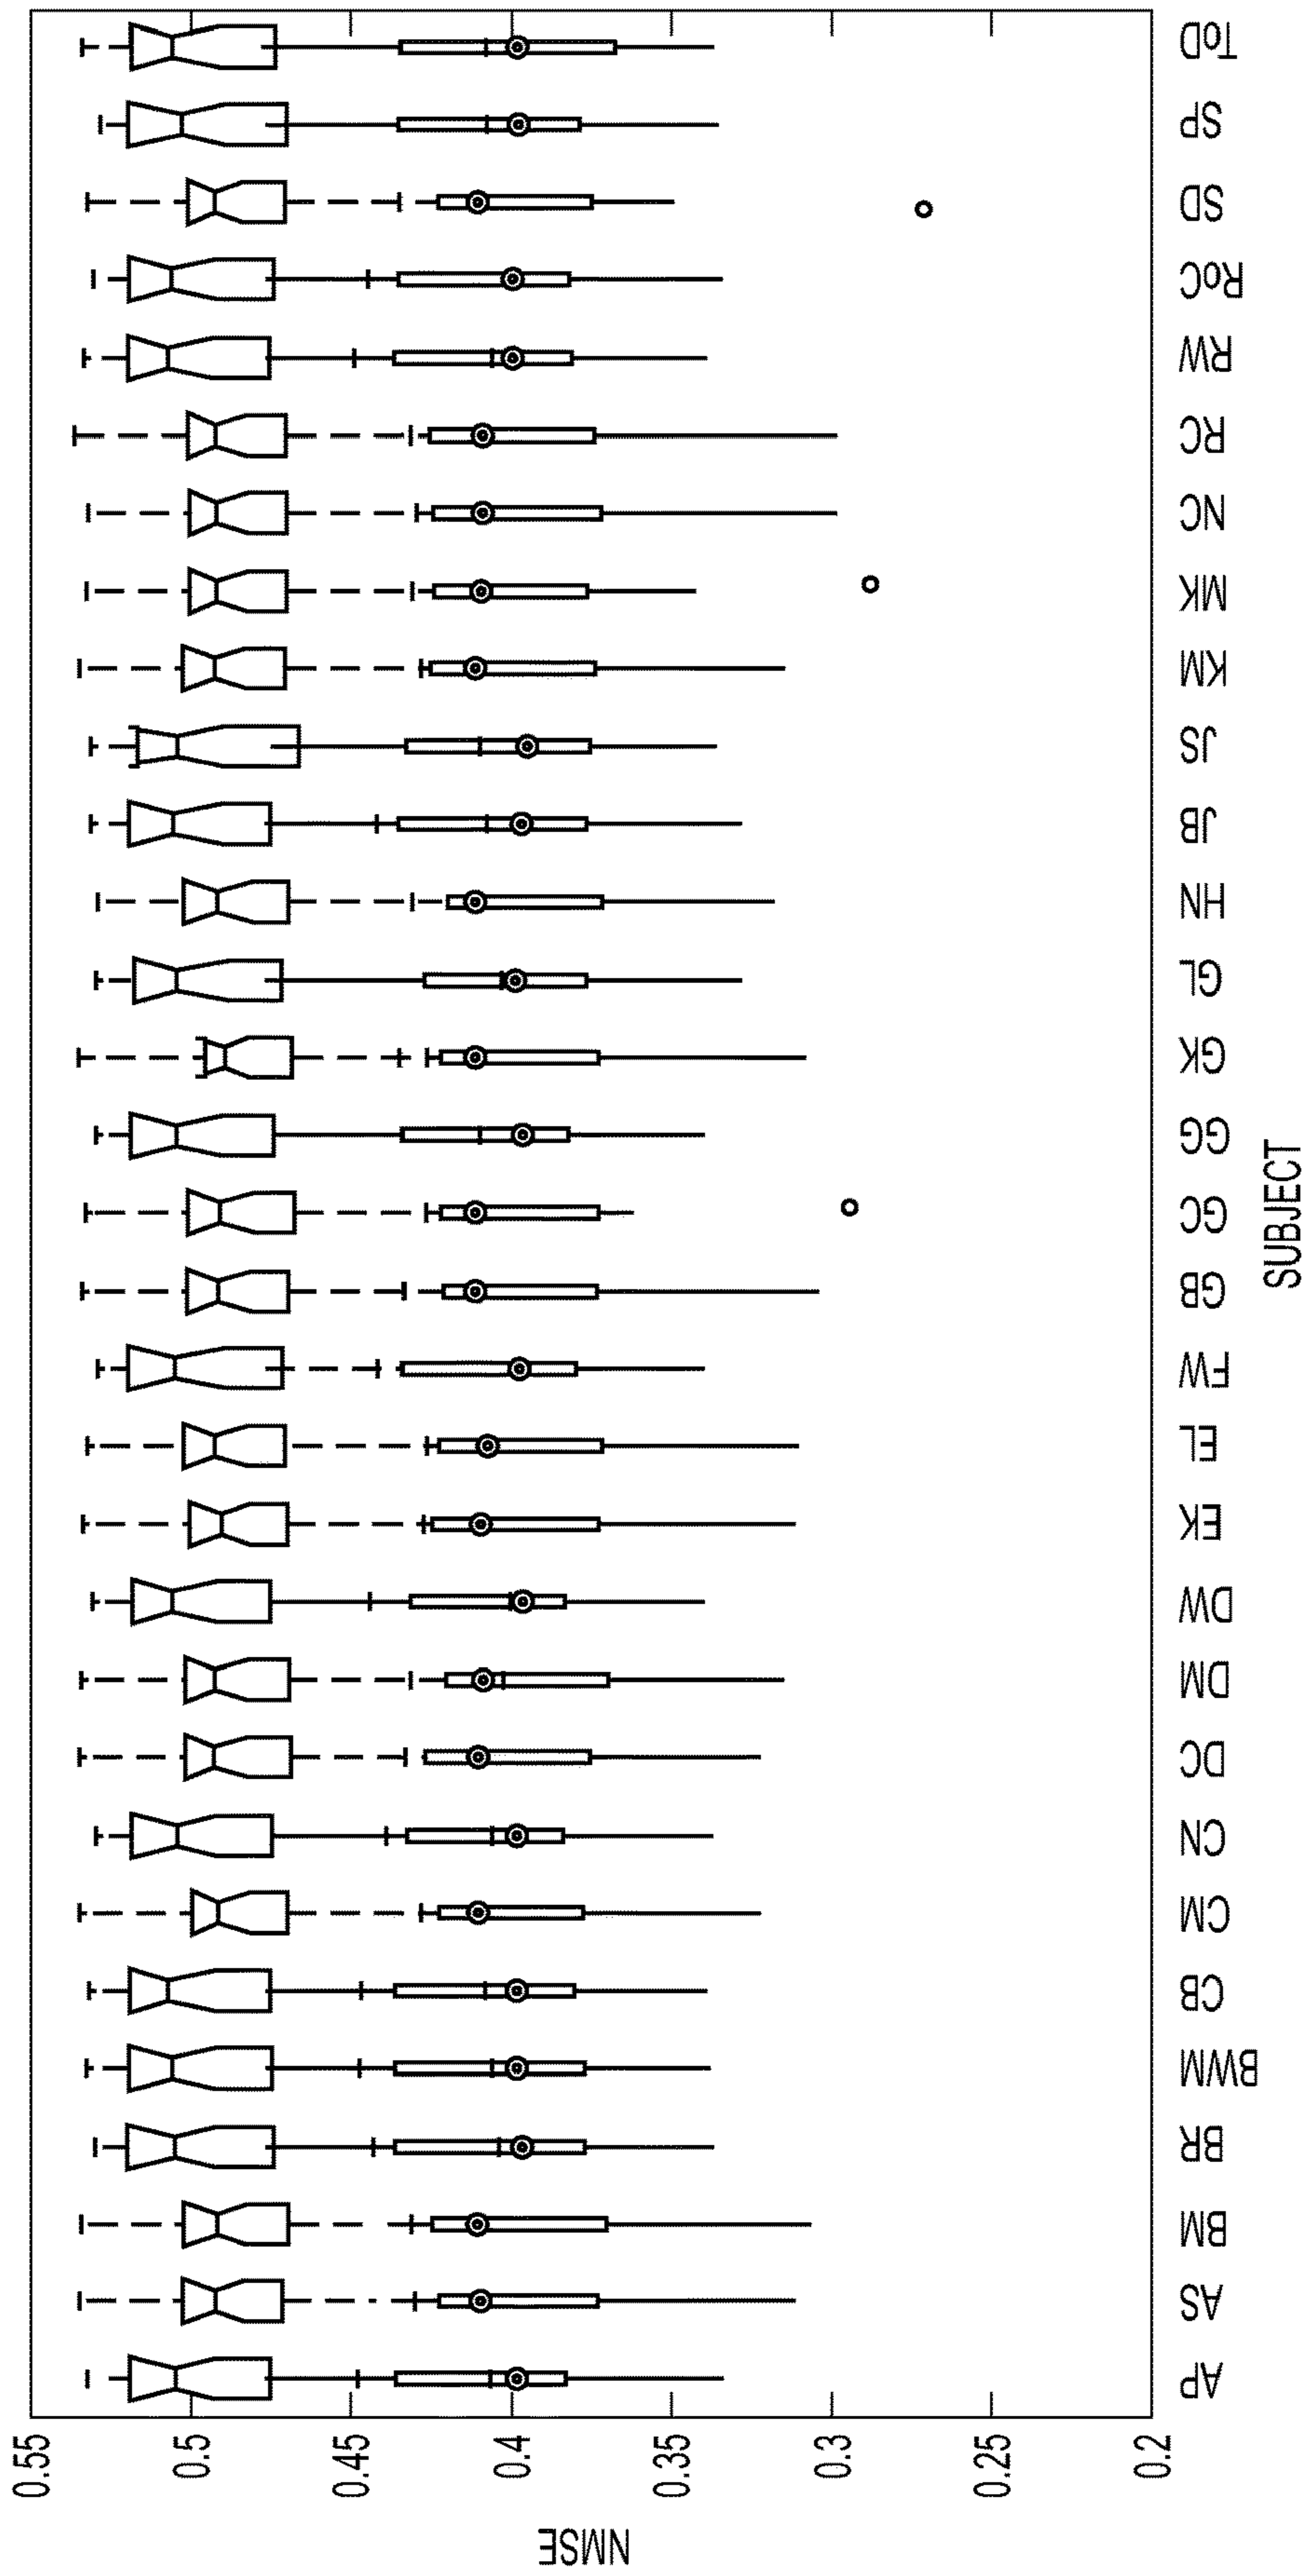 NMSE
0.55
0.5
0.45
0.4
0.35
0.3
0.25
0.2
AP
AS
BM
BR
BWM
CB
CM
CN
DC
DM
DW
EK
EL
FW
GB
GC
GG
GK
GL
HN
JB
JS
KM
MK
NC
RC
RW
RoC
SD
SP
ToD
SUBJECT